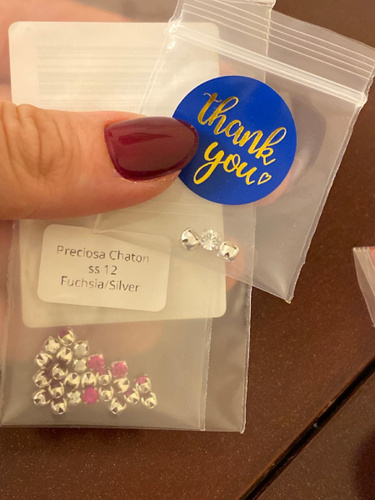 thank
you
Preciosa Chaton
ss 12
Fuchsia/Silver